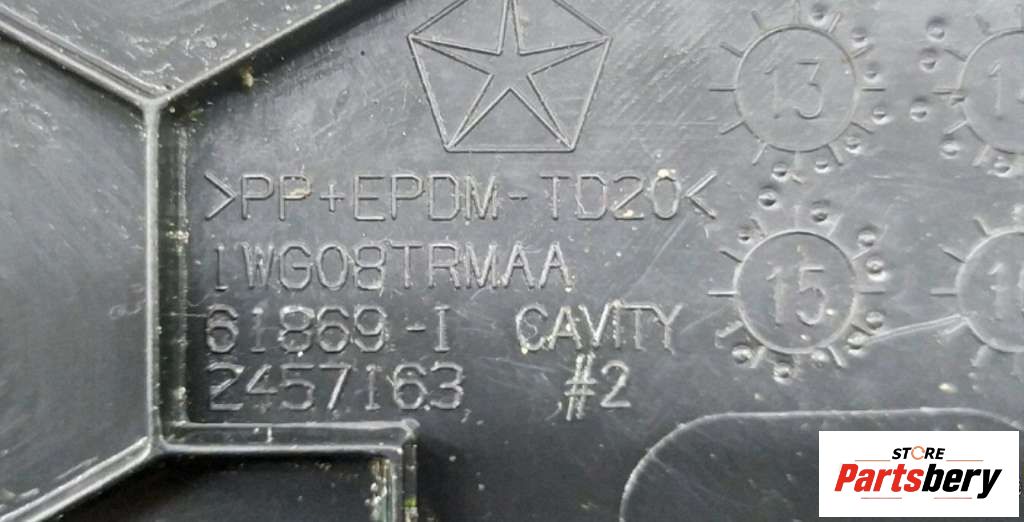 13
>PP+EPDM-TD20<
1WG08TRMAA
15
61869-I CAVITY
2457163 #2
STORE
Partsbery